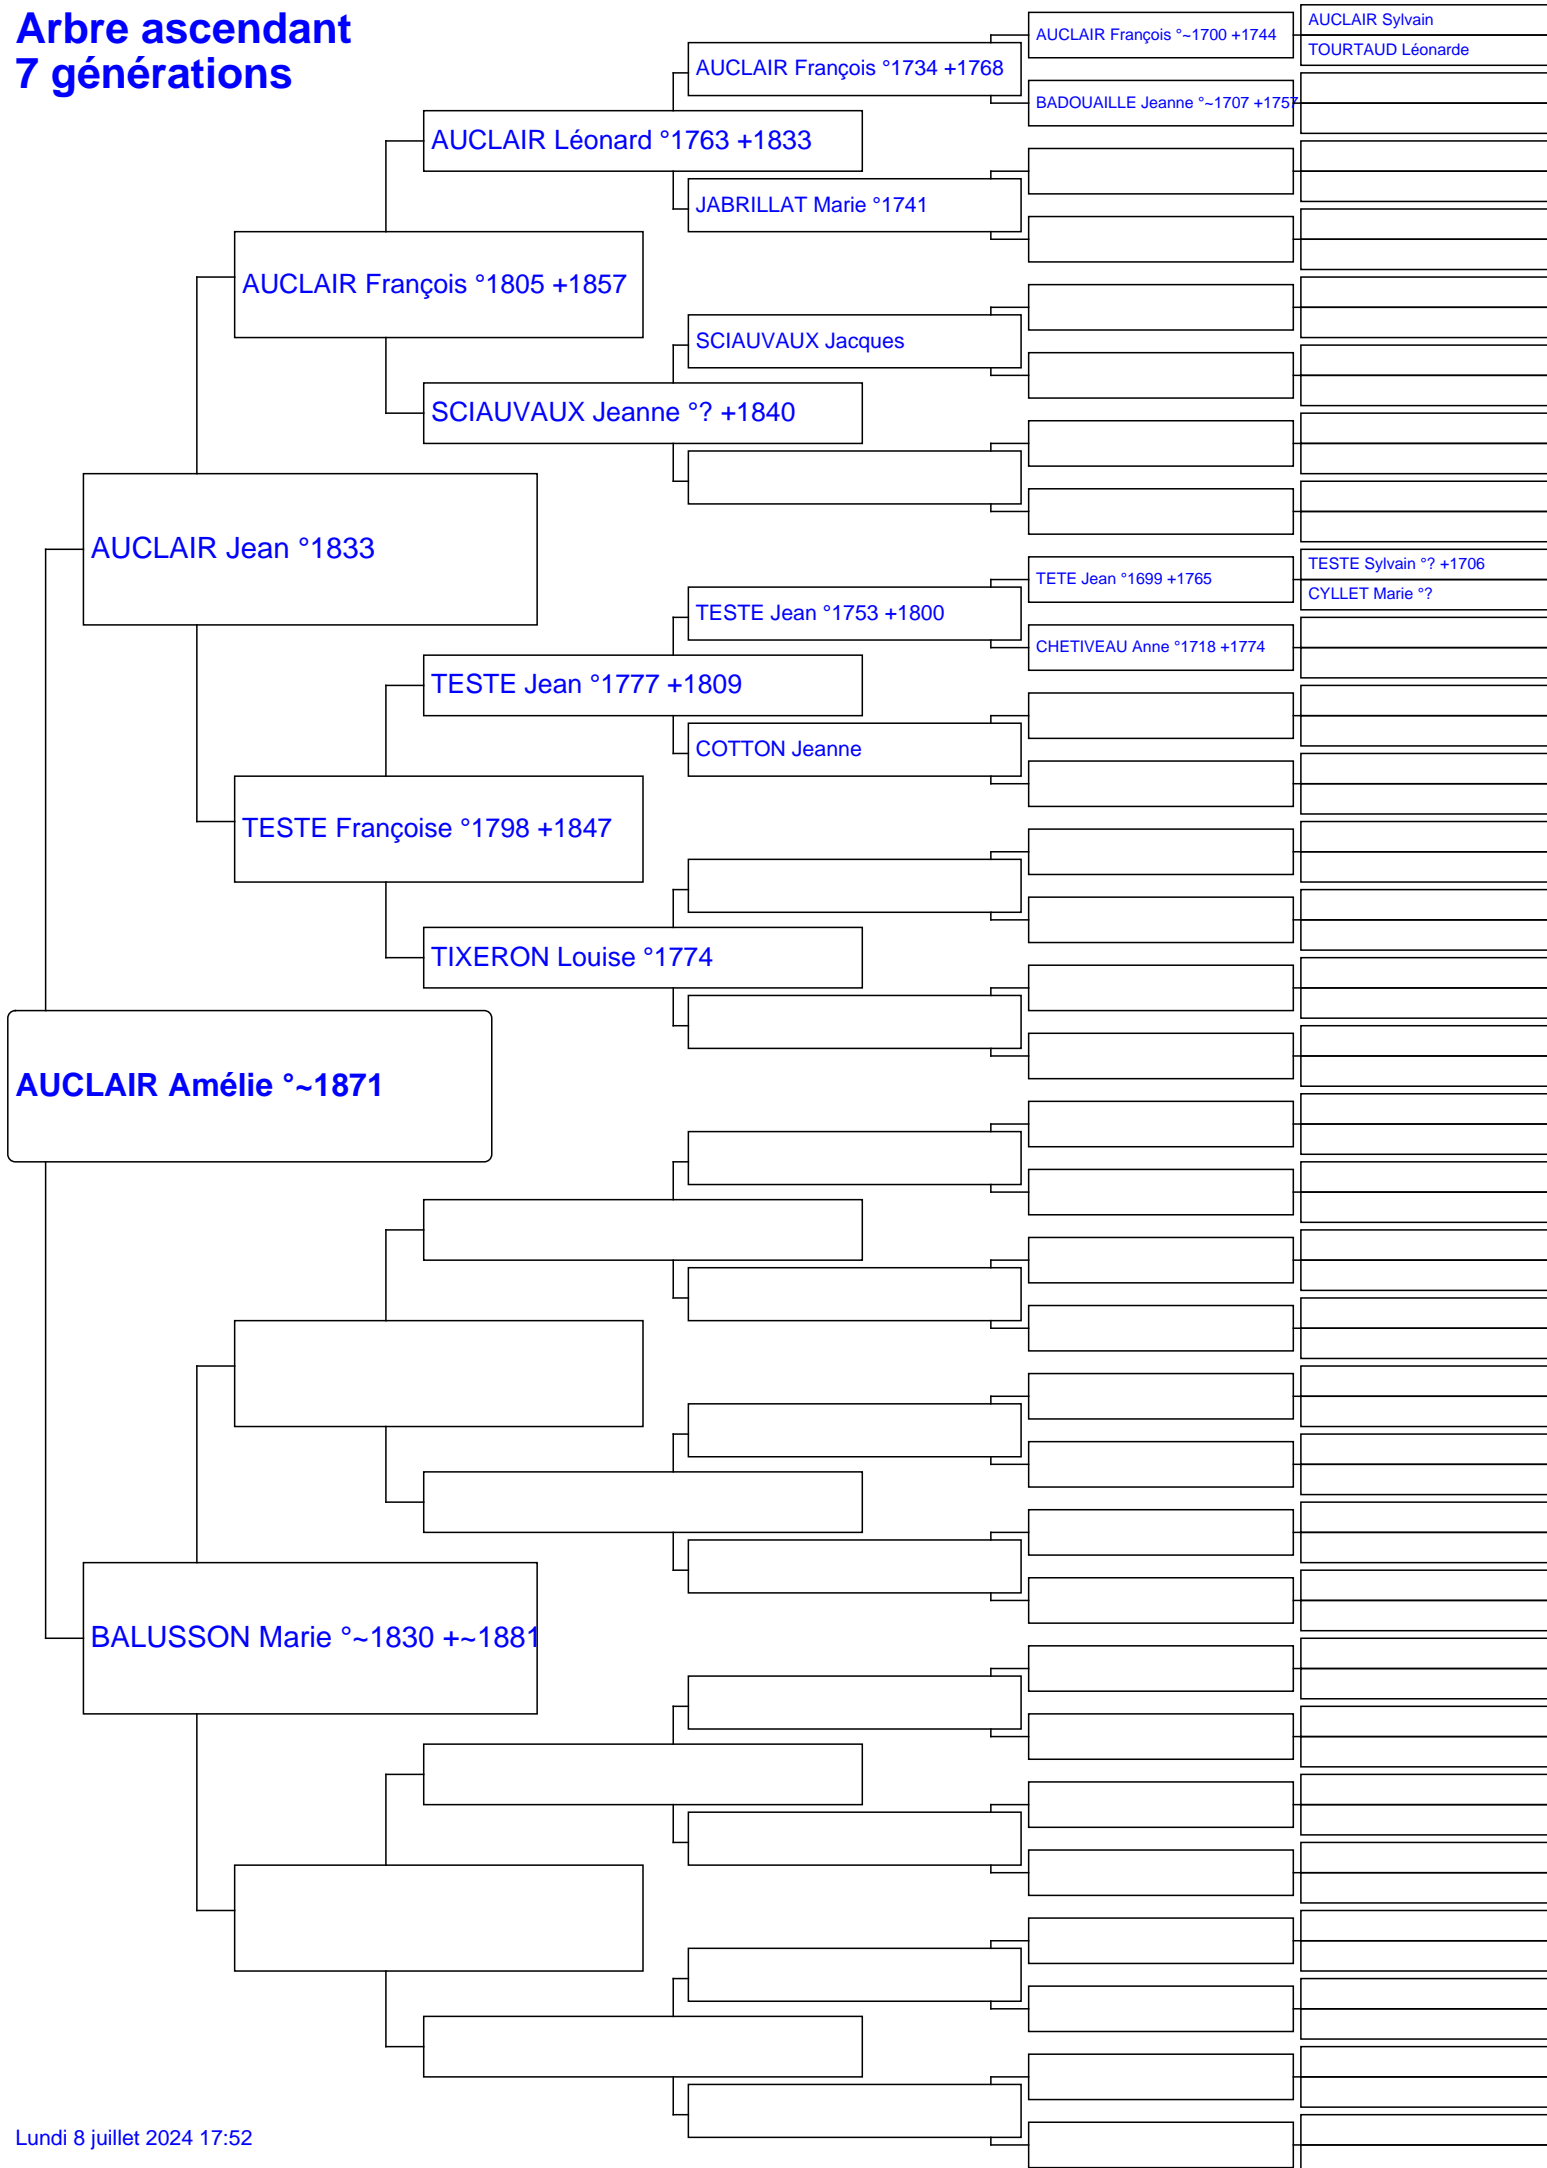 Arbre ascendant
7 générations
AUCLAIR Sylvain
AUCLAIR François °~1700 +1744
TOURTAUD Léonarde
AUCLAIR François °1734 +1768
BADOUAILLE Jeanne °~1707 +1757
AUCLAIR Léonard °1763 +1833
JABRILLAT Marie °1741
AUCLAIR François °1805 +1857
SCIAUVAUX Jacques
SCIAUVAUX Jeanne °? +1840
AUCLAIR Jean °1833
TESTE Sylvain °? +1706
TETE Jean °1699 +1765
CYLLET Marie °?
TESTE Jean °1753 +1800
CHETIVEAU Anne °1718 +1774
TESTE Jean °1777 +1809
COTTON Jeanne
TESTE Françoise °1798 +1847
TIXERON Louise °1774
AUCLAIR Amélie °~1871
BALUSSON Marie °~1830 +~1881
Lundi 8 juillet 2024 17:52